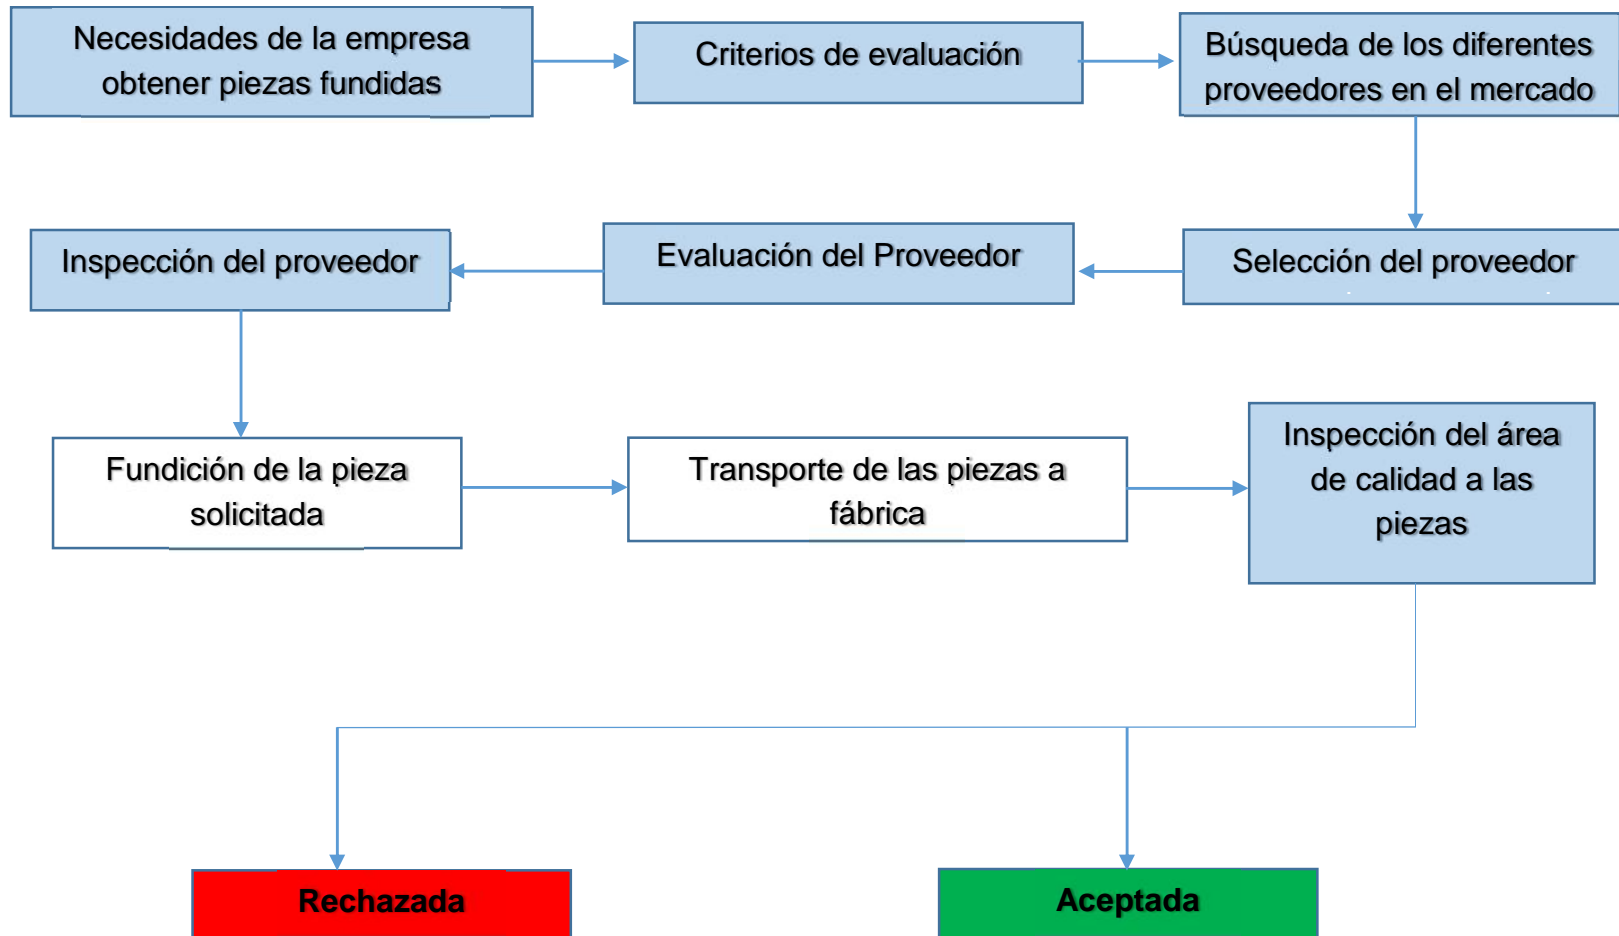 Necesidades de la empresa
obtener piezas fundidas
Criterios de evaluación
Búsqueda de los diferentes
proveedores en el mercado
Inspección del proveedor
Evaluación del Proveedor
Selección del proveedor
Fundición de la pieza
solicitada
Transporte de las piezas a
fábrica
Inspección del área
de calidad a las
piezas
Rechazada
Aceptada